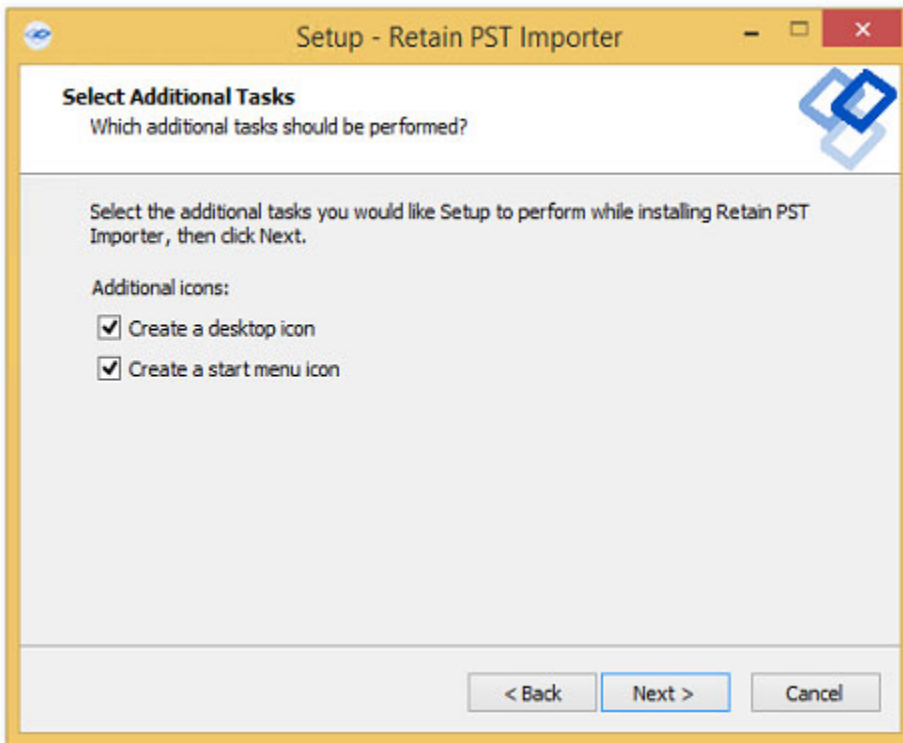 Setup - Retain PST Importer
Select Additional Tasks
Which additional tasks should be performed?
Select the additional tasks you would like Setup to perform while installing Retain PST
Importer, then click Next.
Additional icons:
Create a desktop icon
Create a start menu icon
< Back Next > Cancel